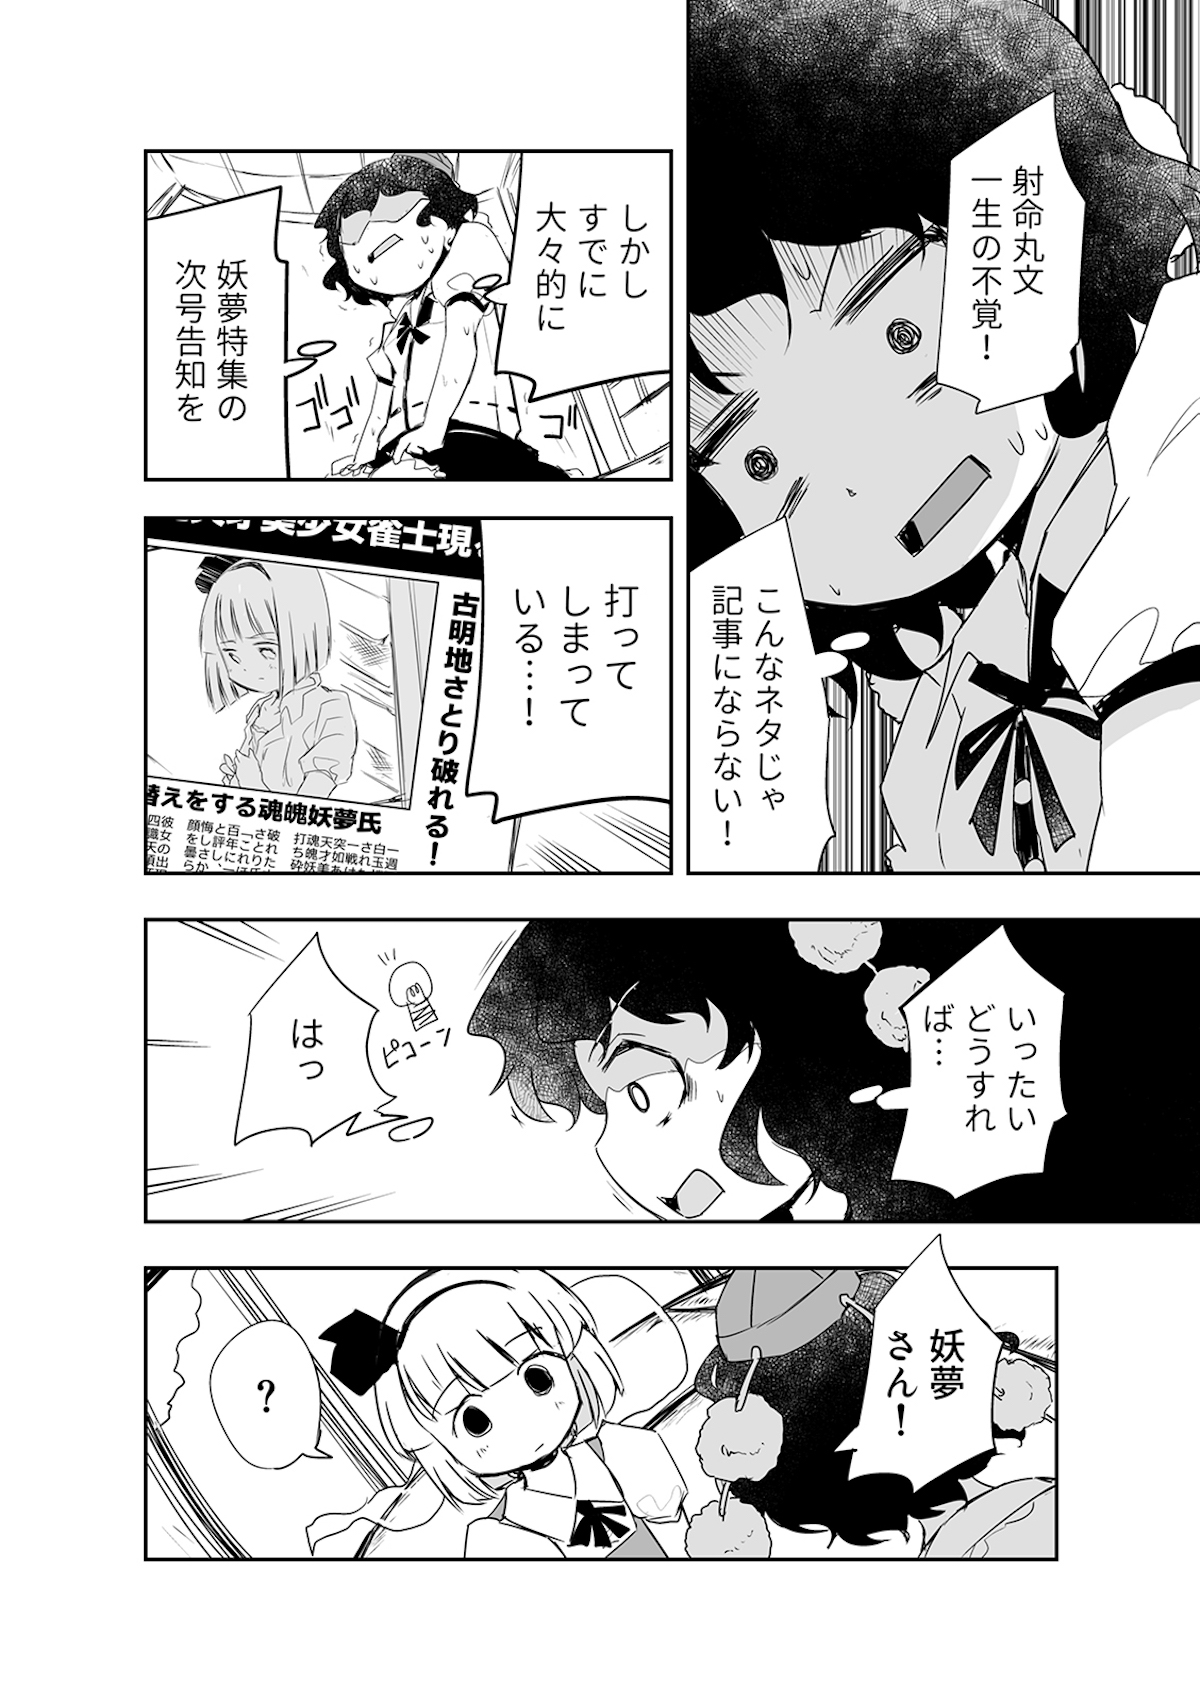 射命丸文
一生の不覚！
こんなネタじゃ
記事にならない！
しかし
すでに
大々的に
妖夢特集の
次号告知を
ゴゴ
ゴ
打って
しまって
いる…！
美少女雀士現
古明地さとり破れる！
替えをする魂魄妖夢氏
いったい
どうすれ
ば…
ピコーン
はっ
妖夢
さん！
？